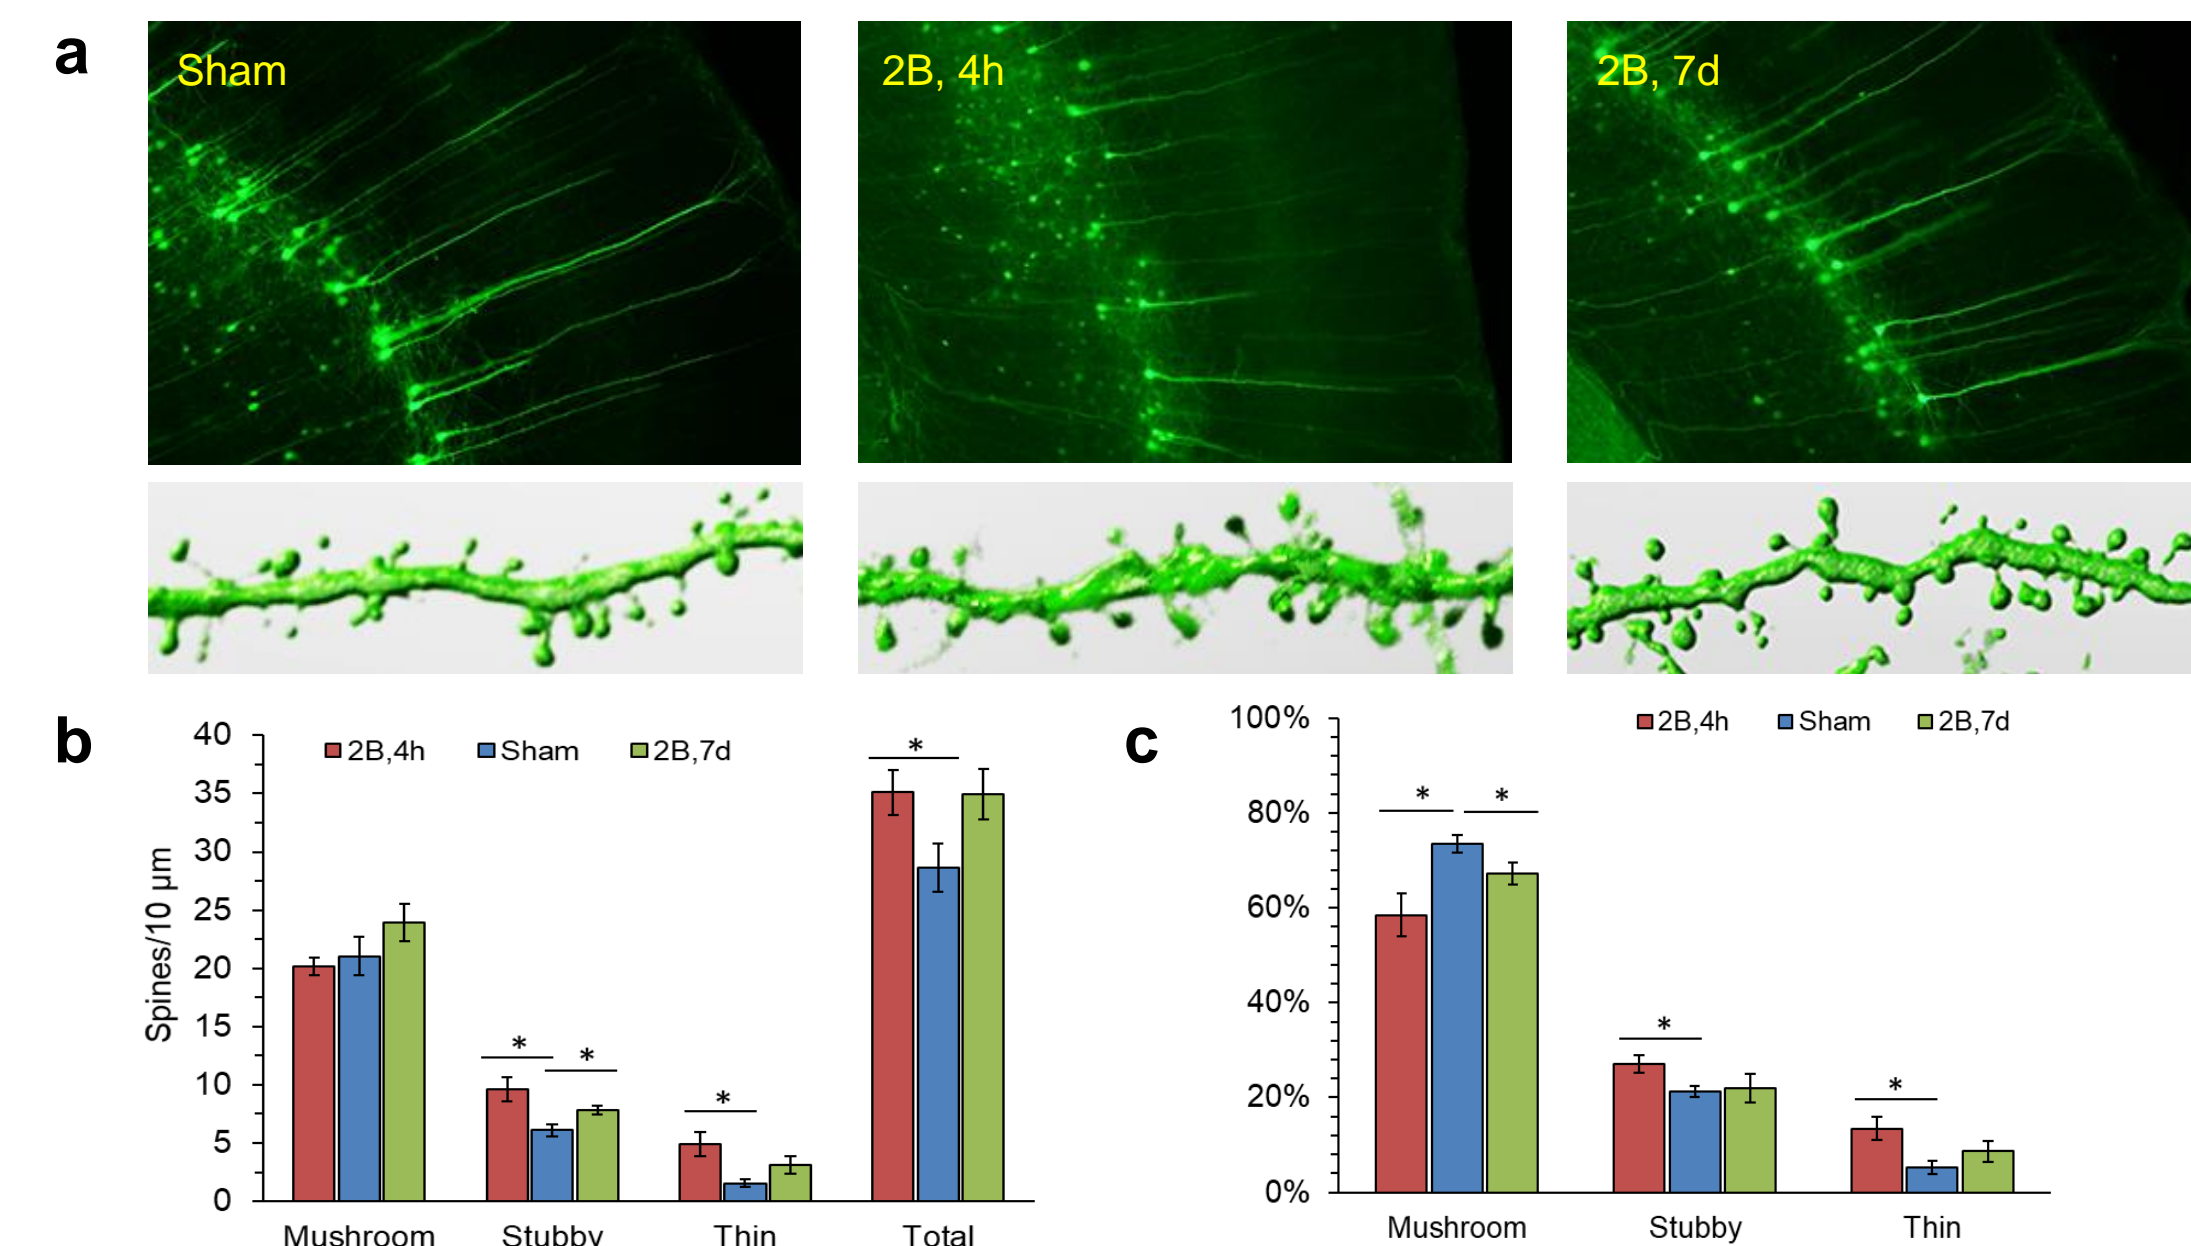 a
Sham
2B, 4h
2B, 7d
b
40
35
30
25
20
15
10
5
0
Spines/10 μm
2B,4h
Sham
2B,7d
*
*
*
*
Mushroom
Stubby
Thin
Total
c
100%
80%
60%
40%
20%
0%
2B,4h
Sham
2B,7d
*
*
*
*
Mushroom
Stubby
Thin